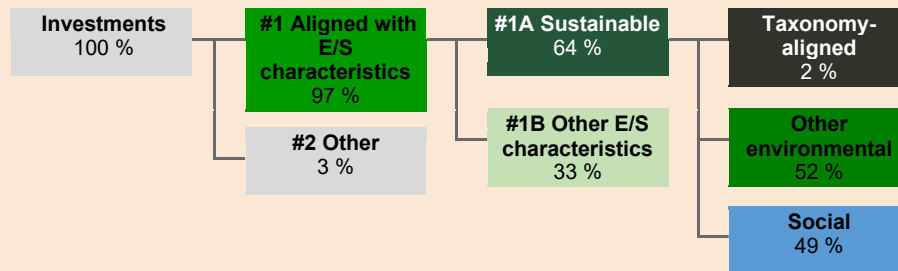 Investments
100 %
#1 Aligned with
E/S
characteristics
97 %
#2 Other
3 %
#1A Sustainable
64 %
#1B Other E/S
characteristics
33 %
Taxonomy-
aligned
2 %
Other
environmental
52 %
Social
49 %